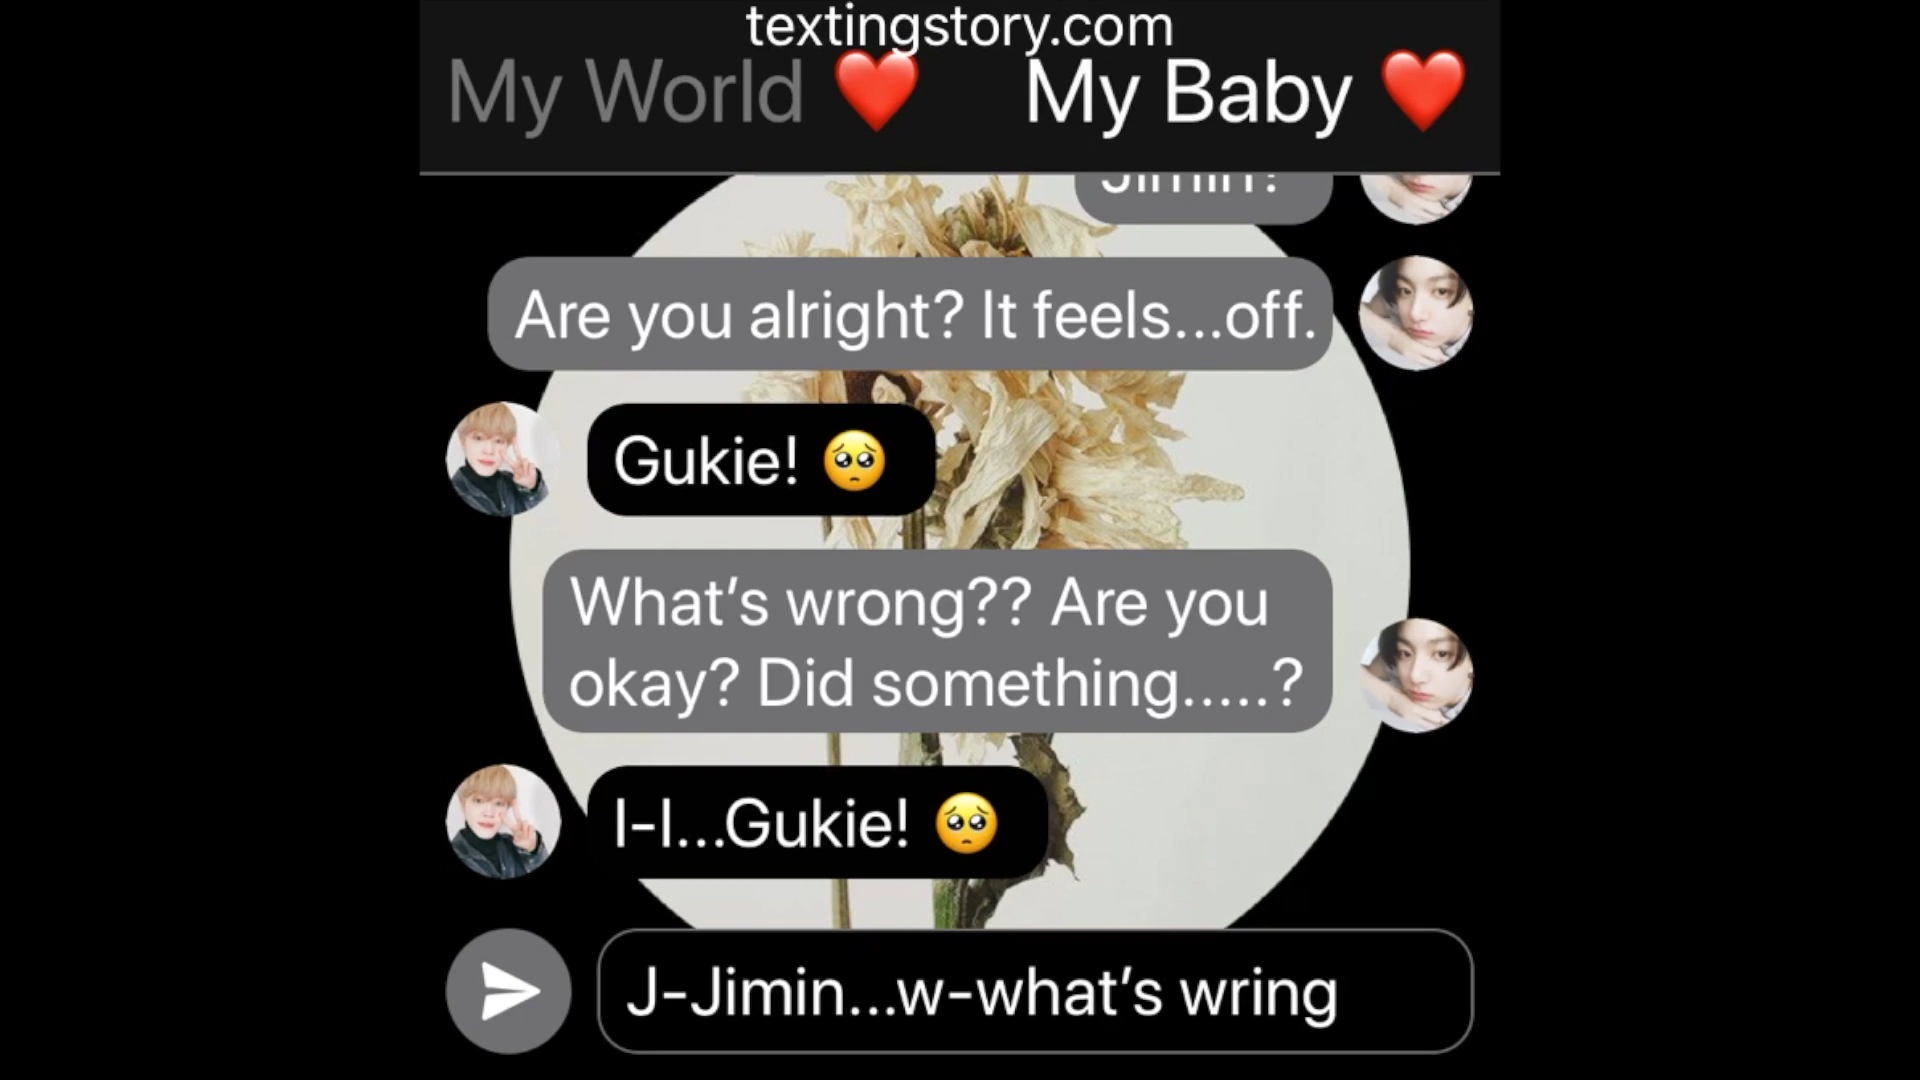 textingstory.com
My World ❤️ My Baby ❤️
Jimin?
Are you alright? It feels...off.
Gukie! 🥺
What's wrong?? Are you
okay? Did something.....?
I-I...Gukie! 🥺
J-Jimin...w-what's wring